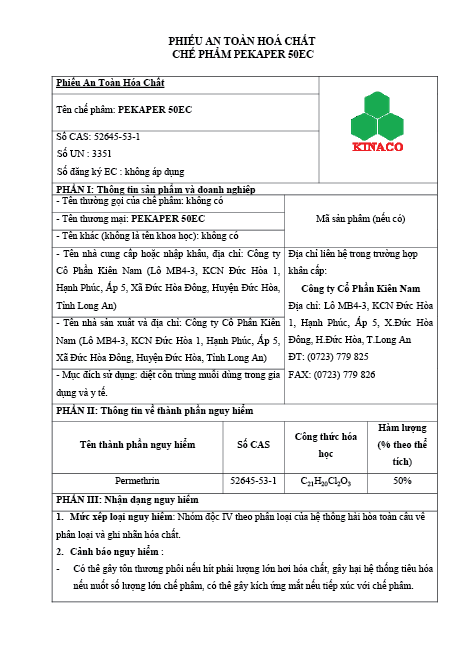 PHIẾU AN TOÀN HOÁ CHẤT
CHẾ PHẨM PEKAPER 50EC
Phiếu An Toàn Hóa Chất
Tên chế phẩm: PEKAPER 50EC
KINACO
Số CAS: 52645-53-1
Số UN : 3351
Số đăng ký EC : không áp dụng
PHẦN I: Thông tin sản phẩm và doanh nghiệp
- Tên thường gọi của chế phẩm: không có
- Tên thương mại: PEKAPER 50EC
- Tên khác (không là tên khoa học): không có
Mã sản phẩm (nếu có)
- Tên nhà cung cấp hoặc nhập khẩu, địa chỉ: Công ty
Cổ Phần Kiên Nam (Lô MB4-3, KCN Đức Hòa 1,
Hạnh Phúc, Ấp 5, Xã Đức Hòa Đông, Huyện Đức Hòa,
Tỉnh Long An)
- Tên nhà sản xuất và địa chỉ: Công ty Cổ Phần Kiên
Nam (Lô MB4-3, KCN Đức Hòa 1, Hạnh Phúc, Ấp 5,
Xã Đức Hòa Đông, Huyện Đức Hòa, Tỉnh Long An)
- Mục đích sử dụng: diệt côn trùng muỗi dùng trong gia
dụng và y tế.
Địa chỉ liên hệ trong trường hợp
khẩn cấp:
Công ty Cổ Phần Kiên Nam
Địa chỉ: Lô MB4-3, KCN Đức Hòa
1, Hạnh Phúc, Ấp 5, X.Đức Hòa
Đông, H.Đức Hòa, T.Long An
ĐT: (0723) 779 825
FAX: (0723) 779 826
PHẦN II: Thông tin về thành phần nguy hiểm
Tên thành phần nguy hiểm
Số CAS
Công thức hóa
học
Hàm lượng
(% theo thể
tích)
Permethrin
52645-53-1
C21H20Cl2O3
50%
PHẦN III: Nhận dạng nguy hiểm
1. Mức xếp loại nguy hiểm: Nhóm độc IV theo phân loại của hệ thống hài hòa toàn cầu về
phân loại và ghi nhãn hóa chất.
2. Cảnh báo nguy hiểm :
- Có thể gây tổn thương phổi nếu hít phải lượng lớn hơi hóa chất, gây hại hệ thống tiêu hóa
nếu nuốt số lượng lớn chế phẩm, có thể gây kích ứng mắt nếu tiếp xúc với chế phẩm.